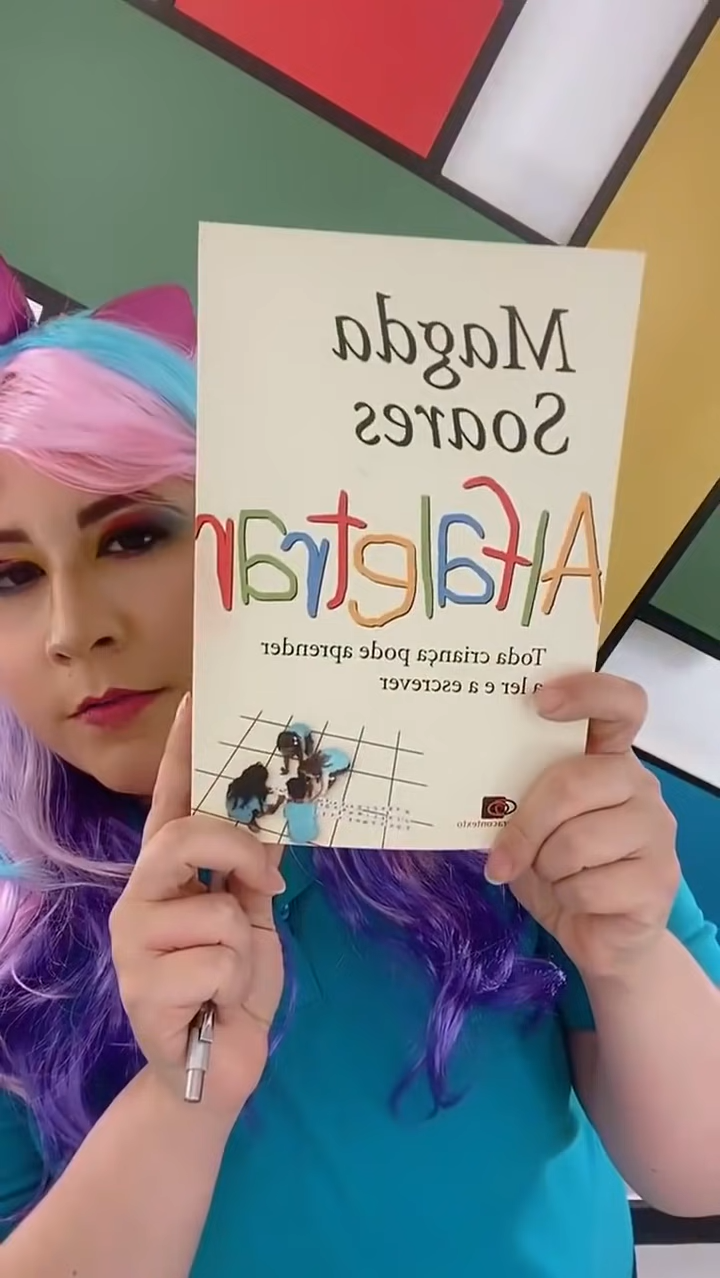 Magda
Soares
Alfaletrar
Toda criança pode aprender
a ler e a escrever